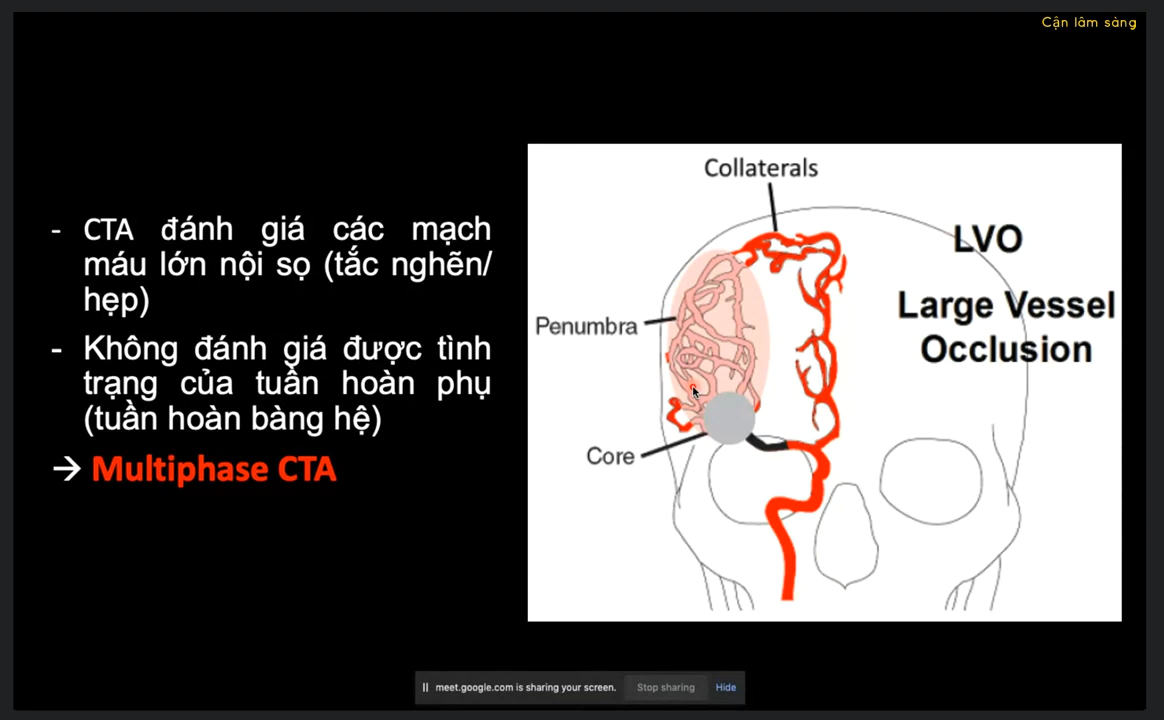 Cận lâm sàng
- CTA đánh giá các mạch
máu lớn nội sọ (tắc nghẽn/
hẹp)
- Không đánh giá được tình
trạng của tuần hoàn phụ
(tuần hoàn bàng hệ)
→ Multiphase CTA
Collaterals
LVO
Large Vessel
Occlusion
Penumbra
Core
meet.google.com is sharing your screen.
Stop sharing
Hide